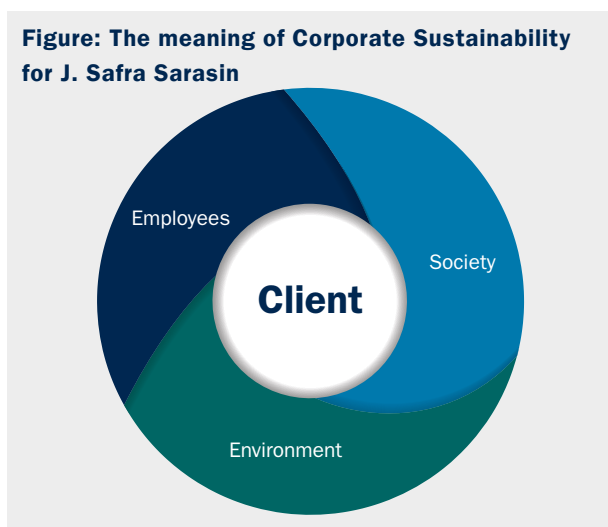 Figure: The meaning of Corporate Sustainability
for J. Safra Sarasin
Employees
Society
Client
Environment